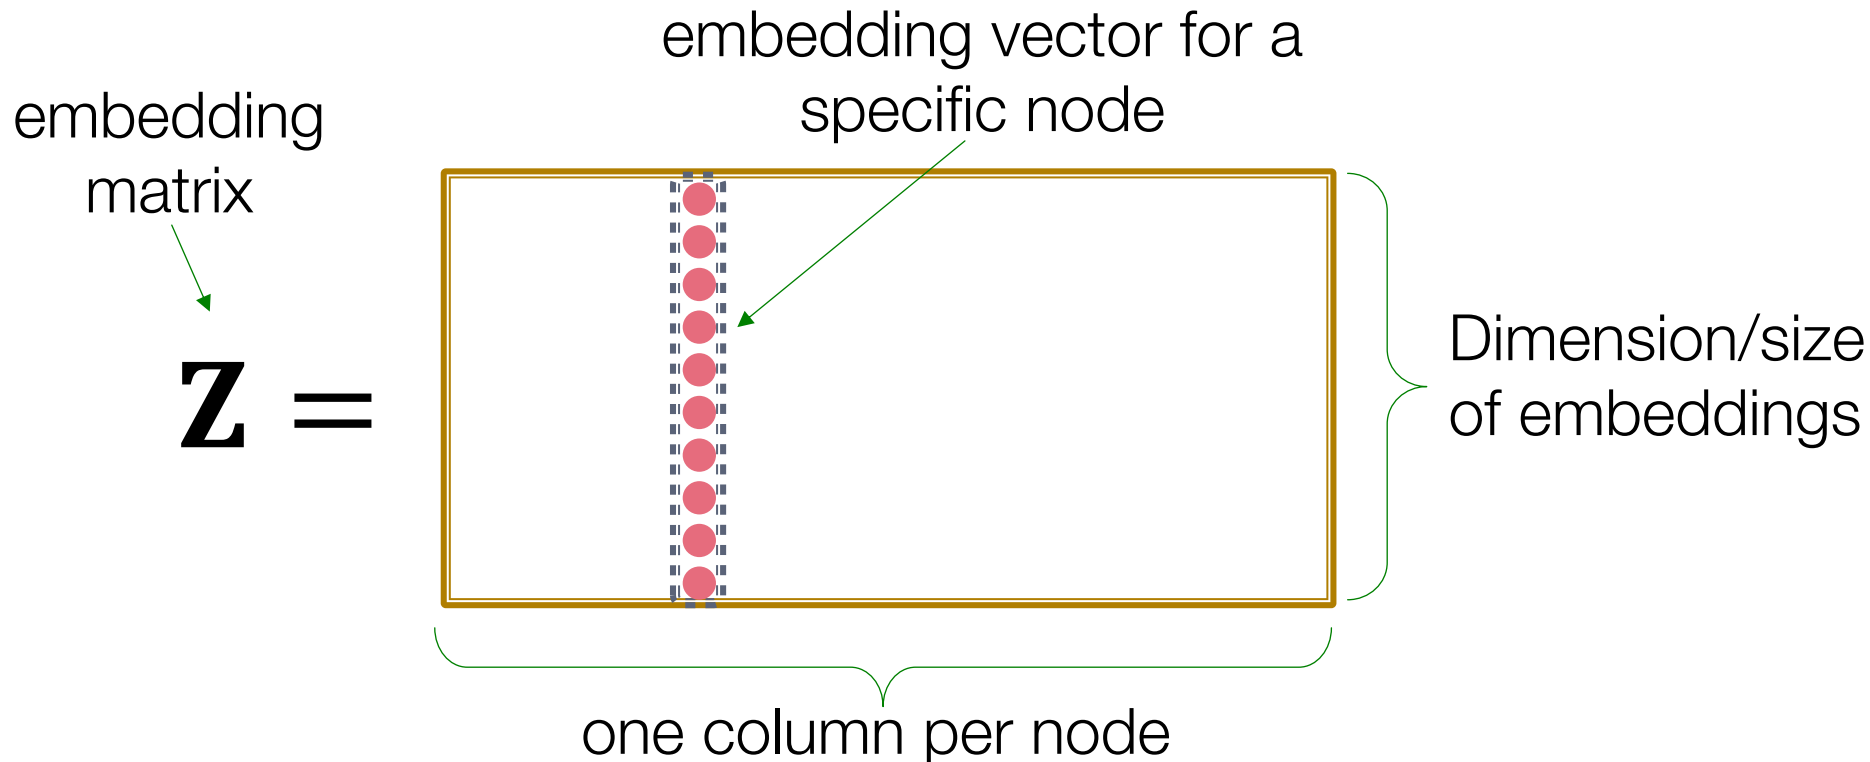 embedding vector for a
specific node
embedding
matrix
Z =
Dimension/size
of embeddings
one column per node